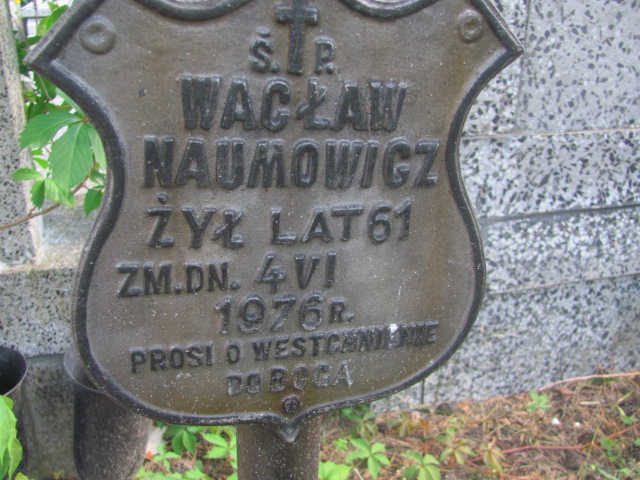 Ś. P.
WACŁAW
NAUMOWICZ
ŻYŁ LAT 61
ZM.DN. 4 VI
1976 R.
PROSI O WESTCHNIENIE
DO BOGA